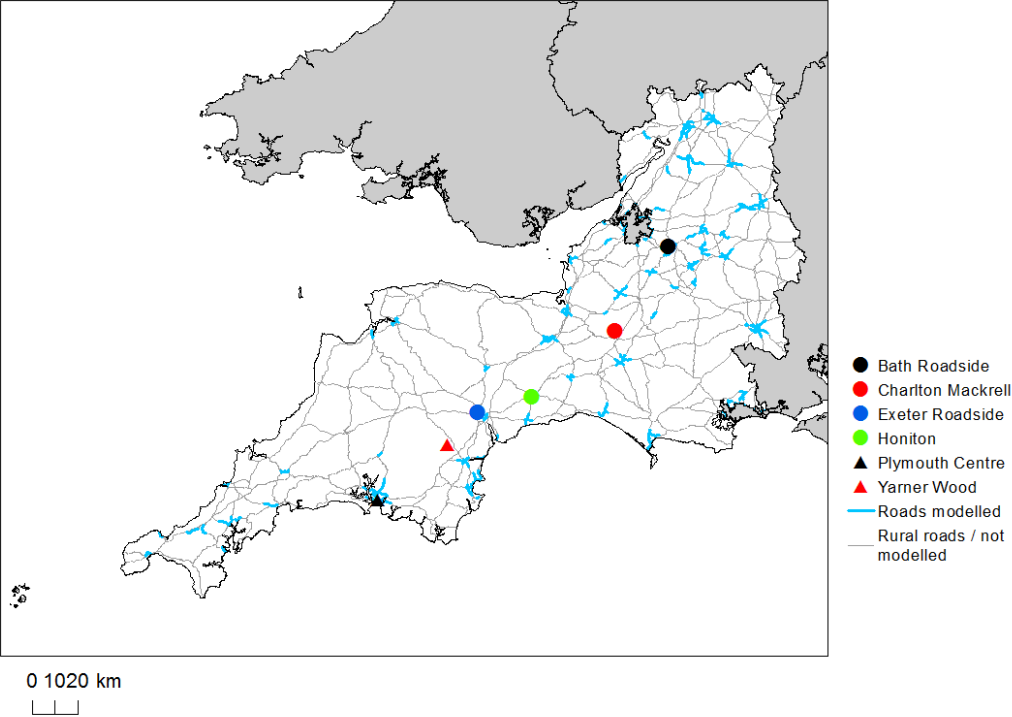 Bath Roadside
Charlton Mackrell
Exeter Roadside
Honiton
Plymouth Centre
Yarner Wood
Roads modelled
Rural roads / not
modelled
0 1020 km